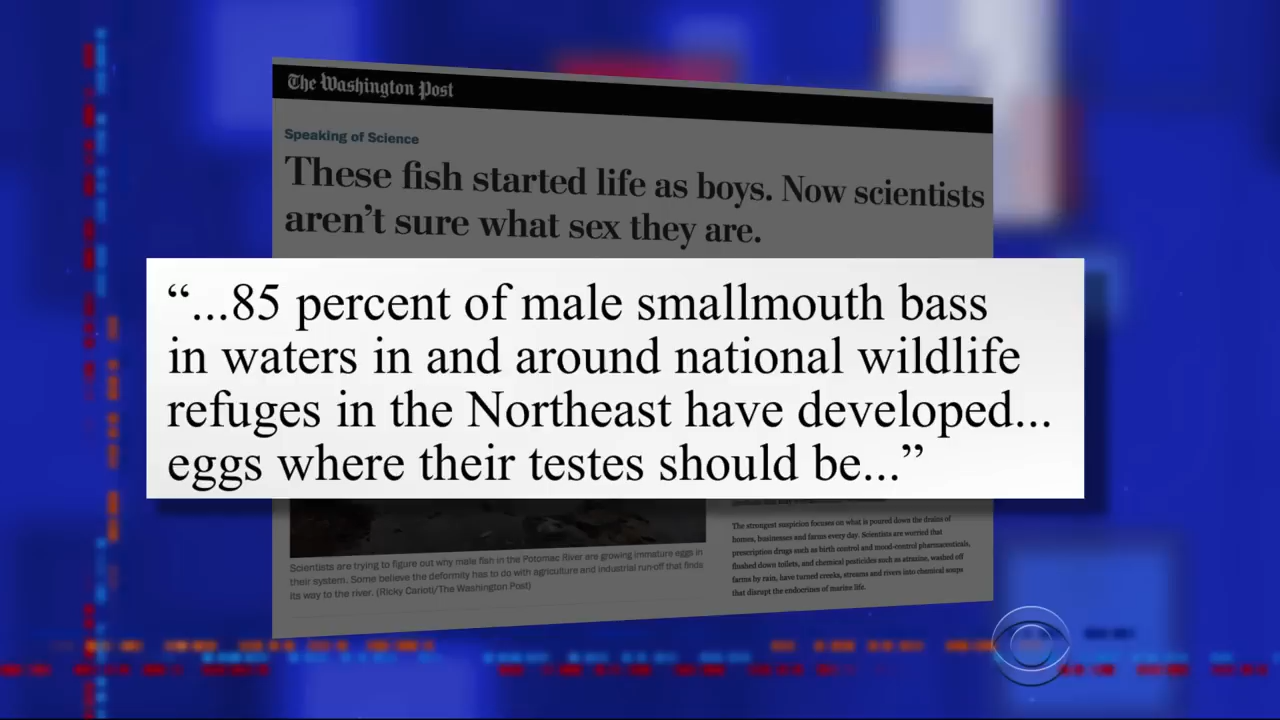 The Washington Post
Speaking of Science
These fish started life as boys. Now scientists
aren't sure what sex they are.
“...85 percent of male smallmouth bass
in waters in and around national wildlife
refuges in the Northeast have developed...
eggs where their testes should be...”
Scientists are trying to figure out why male fish in the Potomac River are growing immature eggs in
their system. Some believe the deformity has to do with agriculture and industrial run-off that finds
its way to the river. (Ricky Carioti/The Washington Post)
The strongest suspicion focuses on what is poured down the drains of
homes, businesses and farms every day. Scientists are worried that
prescription drugs such as birth control and mood-control pharmaceuticals,
flushed down toilets, and chemical pesticides such as atrazine, washed off
farms by rain, have turned creeks, streams and rivers into chemical soups
that disrupt the endocrines of marine life.